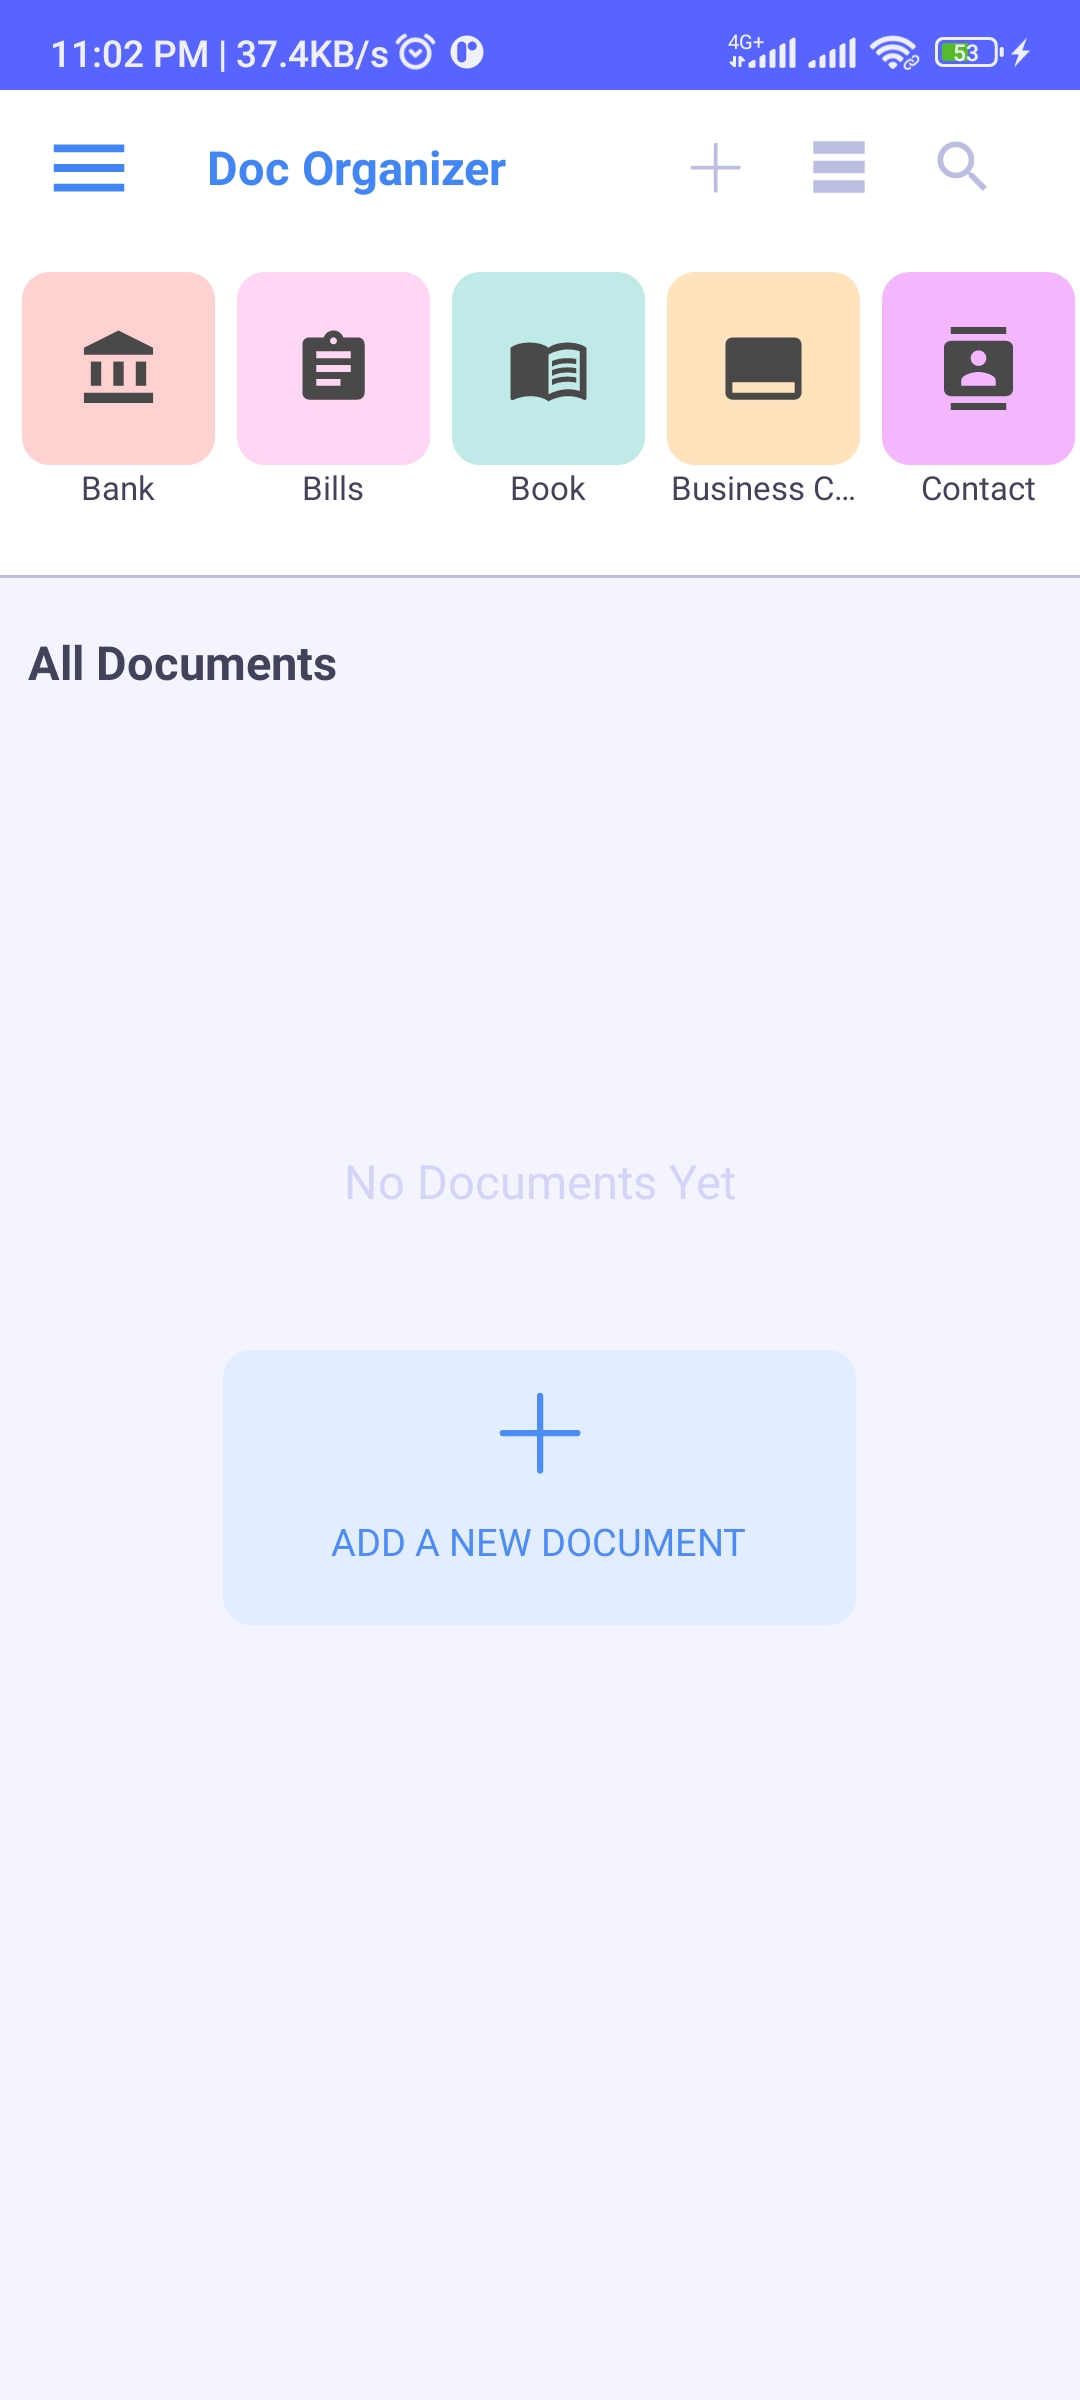 11:02 PM | 37.4KB/s 4G+ 53
Doc Organizer
Bank Bills Book Business C... Contact
All Documents
No Documents Yet
ADD A NEW DOCUMENT